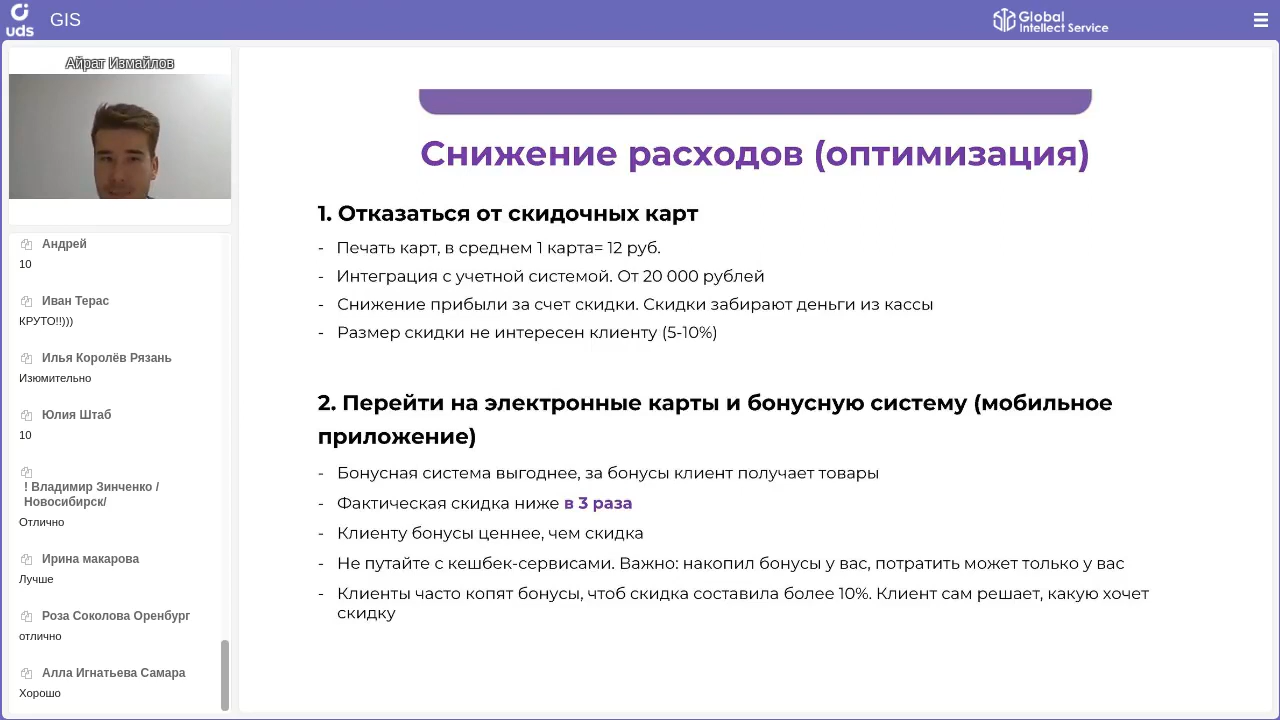 uds
GIS
Global
Intellect Service
Айрат Измайлов
Андрей
10
Иван Терас
КРУТО!!)))
Илья Королёв Рязань
Изюмительно
Юлия Штаб
10
! Владимир Зинченко /
Новосибирск/
Отлично
Ирина макарова
Лучше
Роза Соколова Оренбург
отлично
Алла Игнатьева Самара
Хорошо
Снижение расходов (оптимизация)
1. Отказаться от скидочных карт
- Печать карт, в среднем 1 карта= 12 руб.
- Интеграция с учетной системой. От 20 000 рублей
- Снижение прибыли за счет скидки. Скидки забирают деньги из кассы
- Размер скидки не интересен клиенту (5-10%)
2. Перейти на электронные карты и бонусную систему (мобильное
приложение)
- Бонусная система выгоднее, за бонусы клиент получает товары
- Фактическая скидка ниже в 3 раза
- Клиенту бонусы ценнее, чем скидка
- Не путайте с кешбек-сервисами. Важно: накопил бонусы у вас, потратить может только у вас
- Клиенты часто копят бонусы, чтоб скидка составила более 10%. Клиент сам решает, какую хочет
скидку